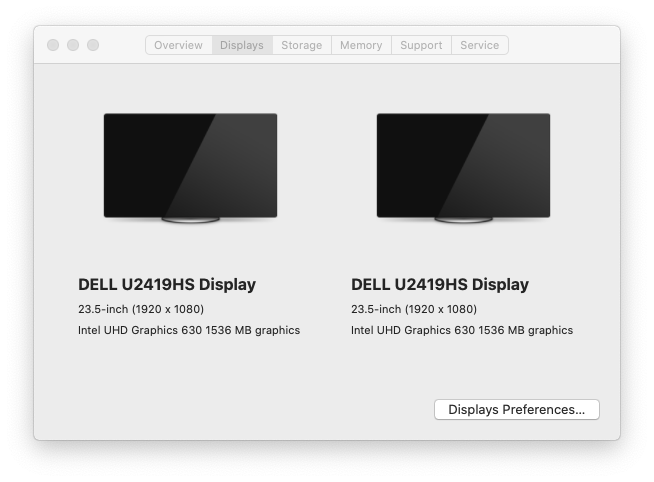 Overview Displays Storage Memory Support Service
DELL U2419HS Display
23.5-inch (1920 x 1080)
Intel UHD Graphics 630 1536 MB graphics
DELL U2419HS Display
23.5-inch (1920 x 1080)
Intel UHD Graphics 630 1536 MB graphics
Displays Preferences...